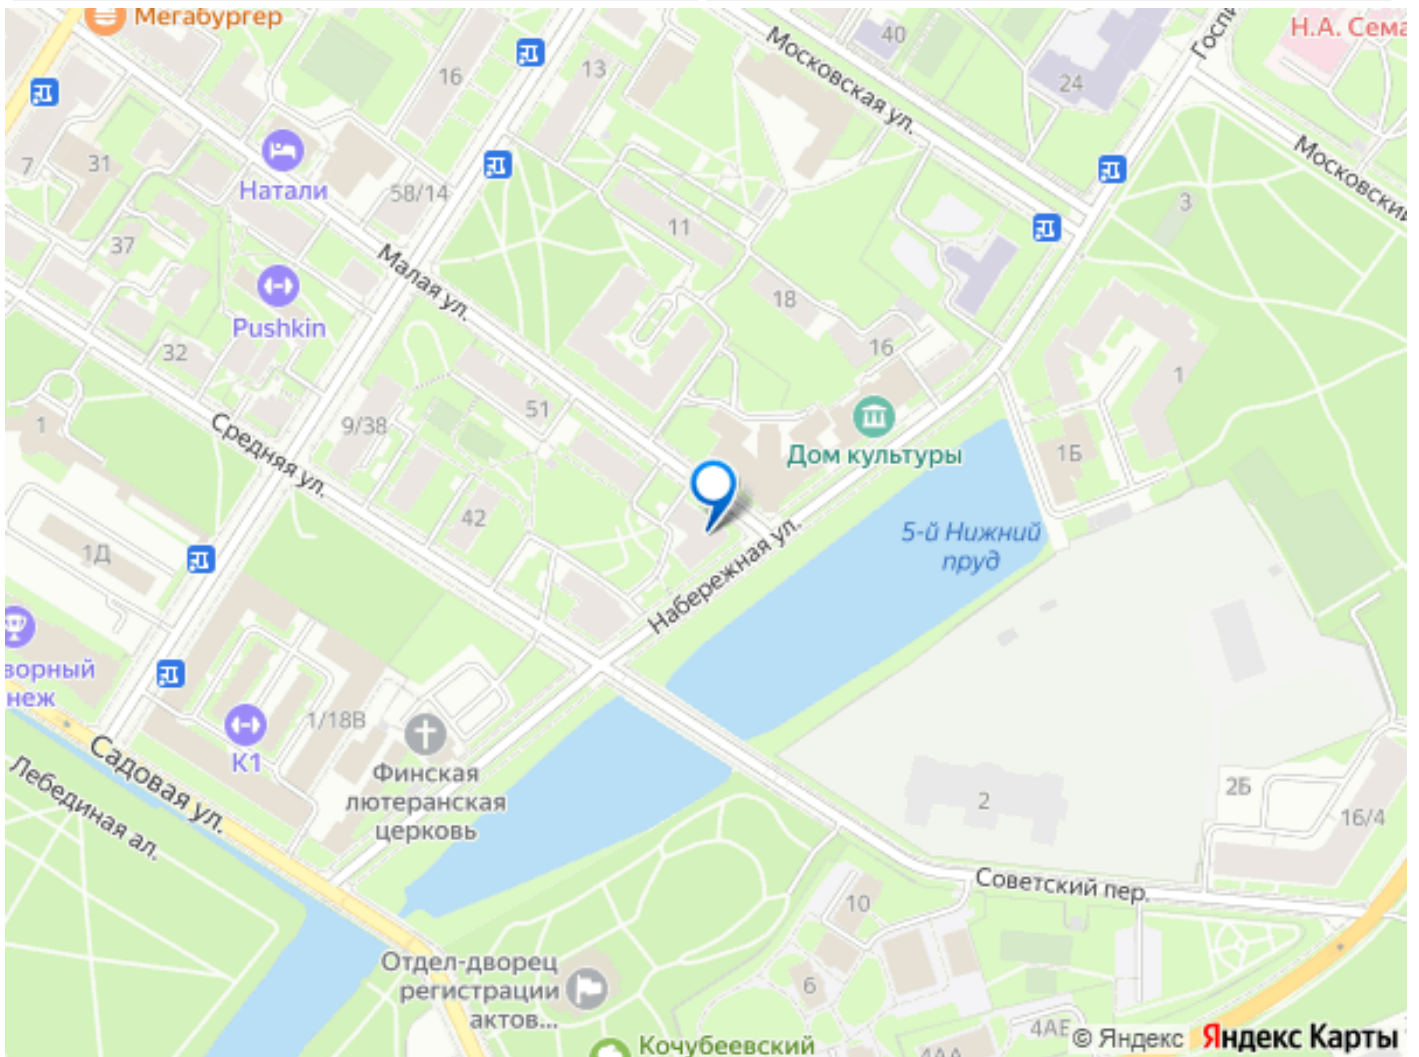 Мегабургер
Н.А. Сема
40
13
16
24
Госпи
Московская ул.
7
31
Натали
58/14
Московский
3
11
37
Малая ул.
18
Pushkin
32
16
1
51
9/38
1
Средняя ул.
Дом культуры
1Б
42
5-й Нижний
пруд
1Д
Набережная ул.
ворный
неж
1/18В
К1
Садовая ул.
Лебединая ал.
Финская
лютеранская
церковь
2
2Б
16/4
Советский пер.
10
Отдел-дворец
регистрации
актов...
6
4АЕ
4АА
Кочубеевский
© Яндекс Яндекс Карты